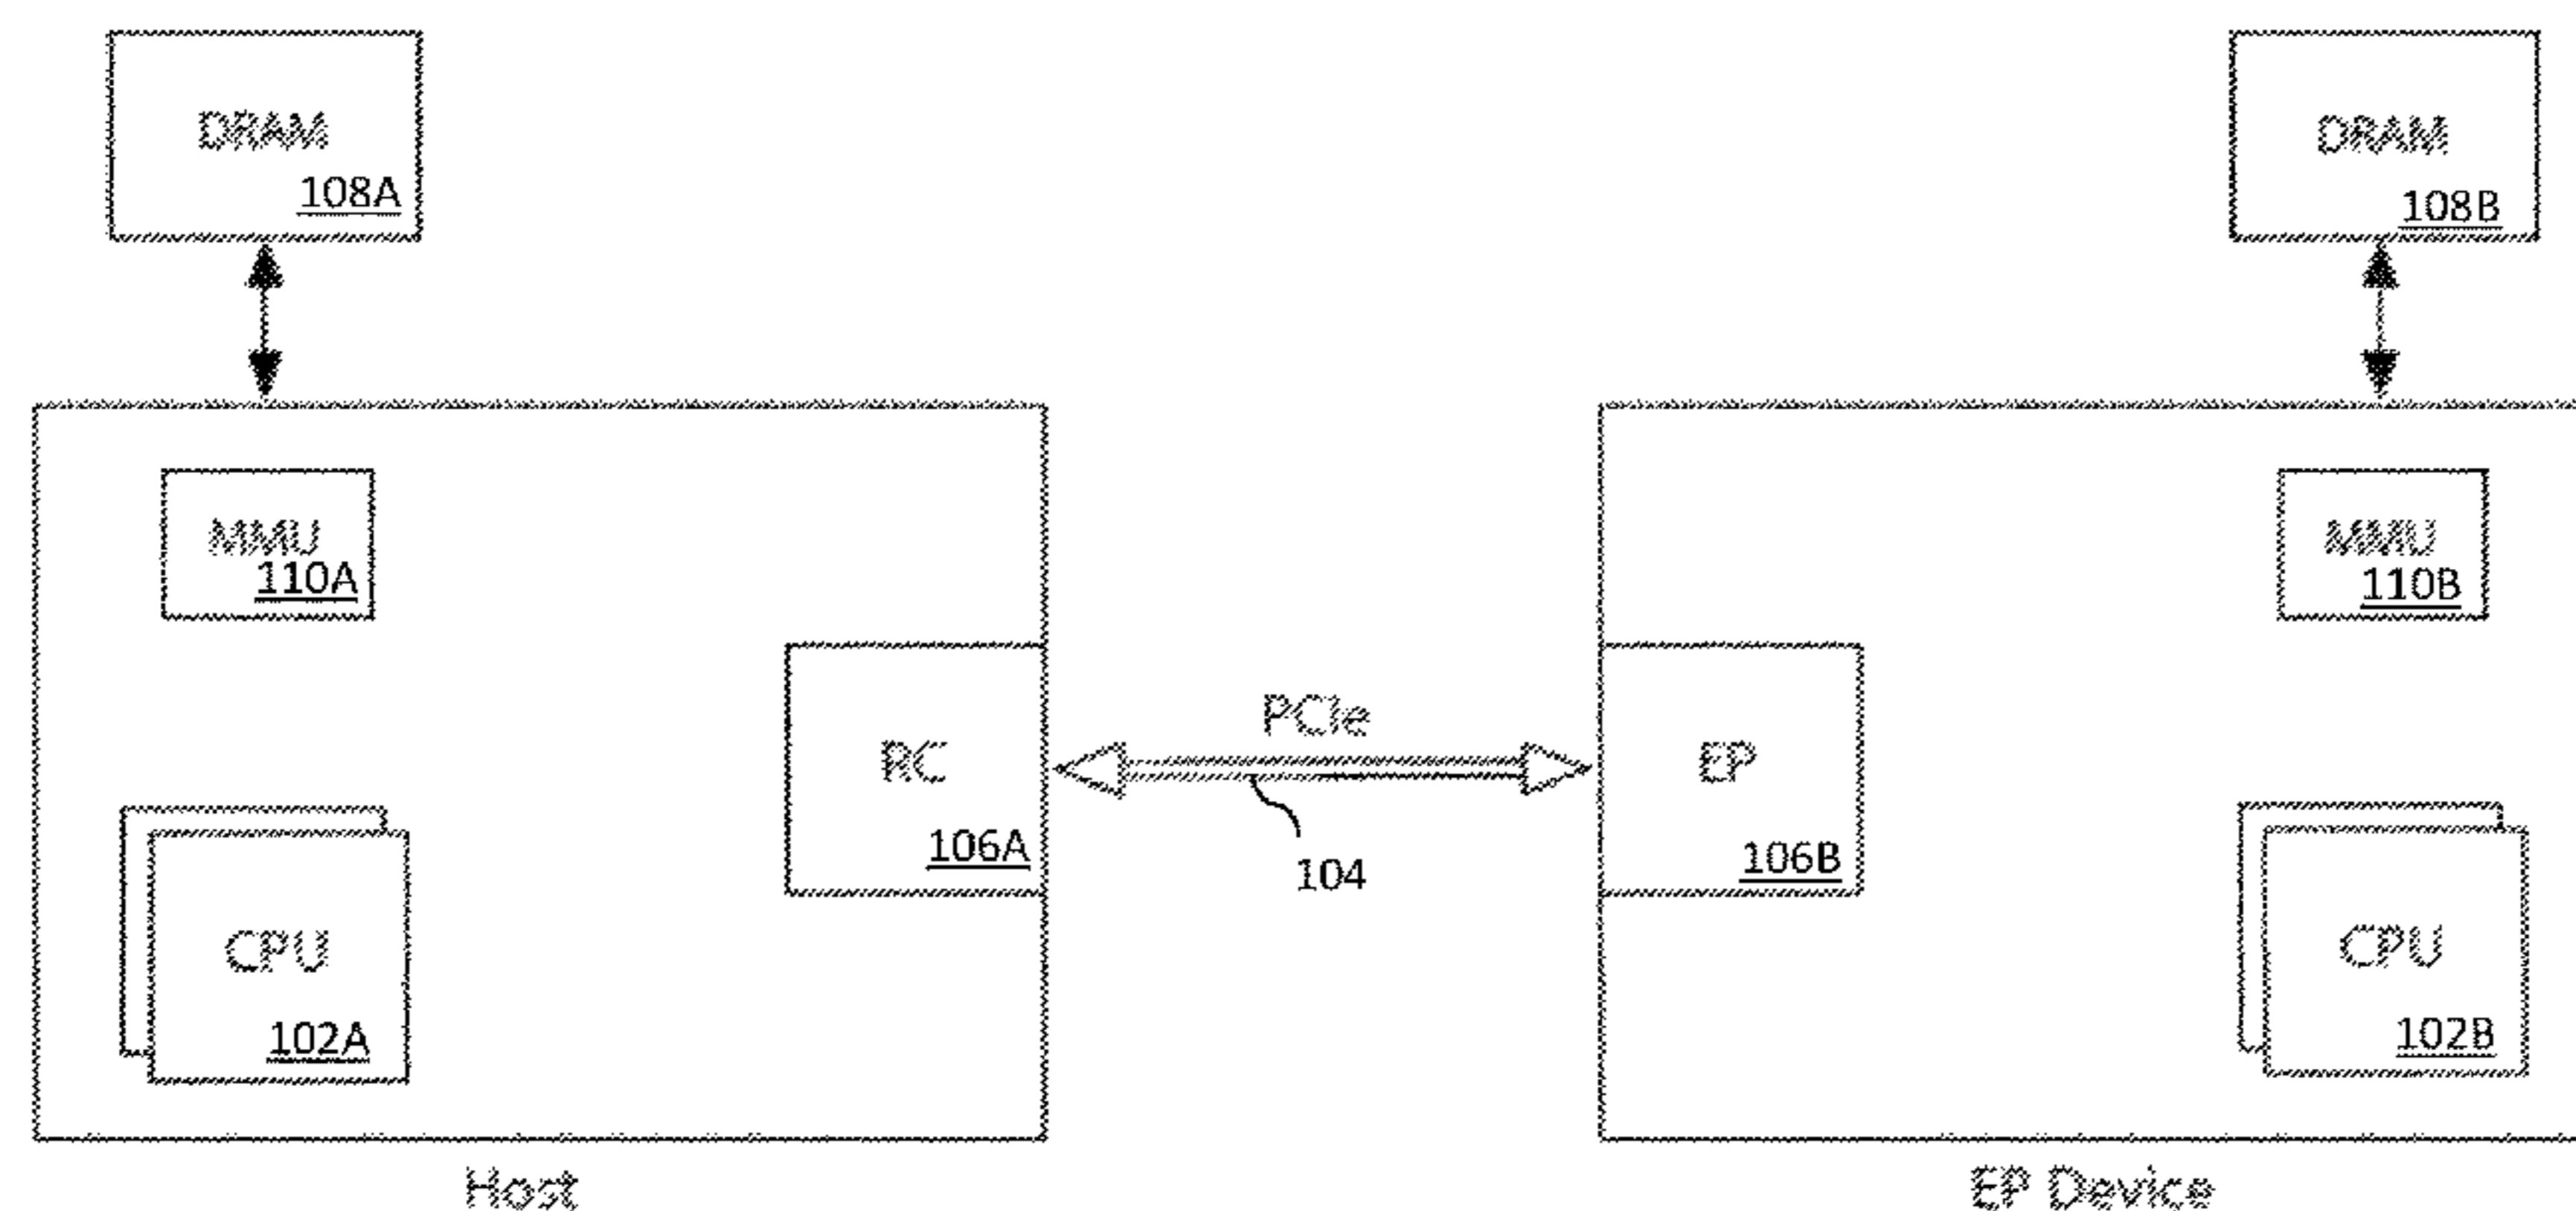 DRAM
108A
DRAM
108B
MMU
110A
MMU
110B
RC
106A
PCIe
104
EP
106B
CPU
102A
CPU
102B
Host
EP Device